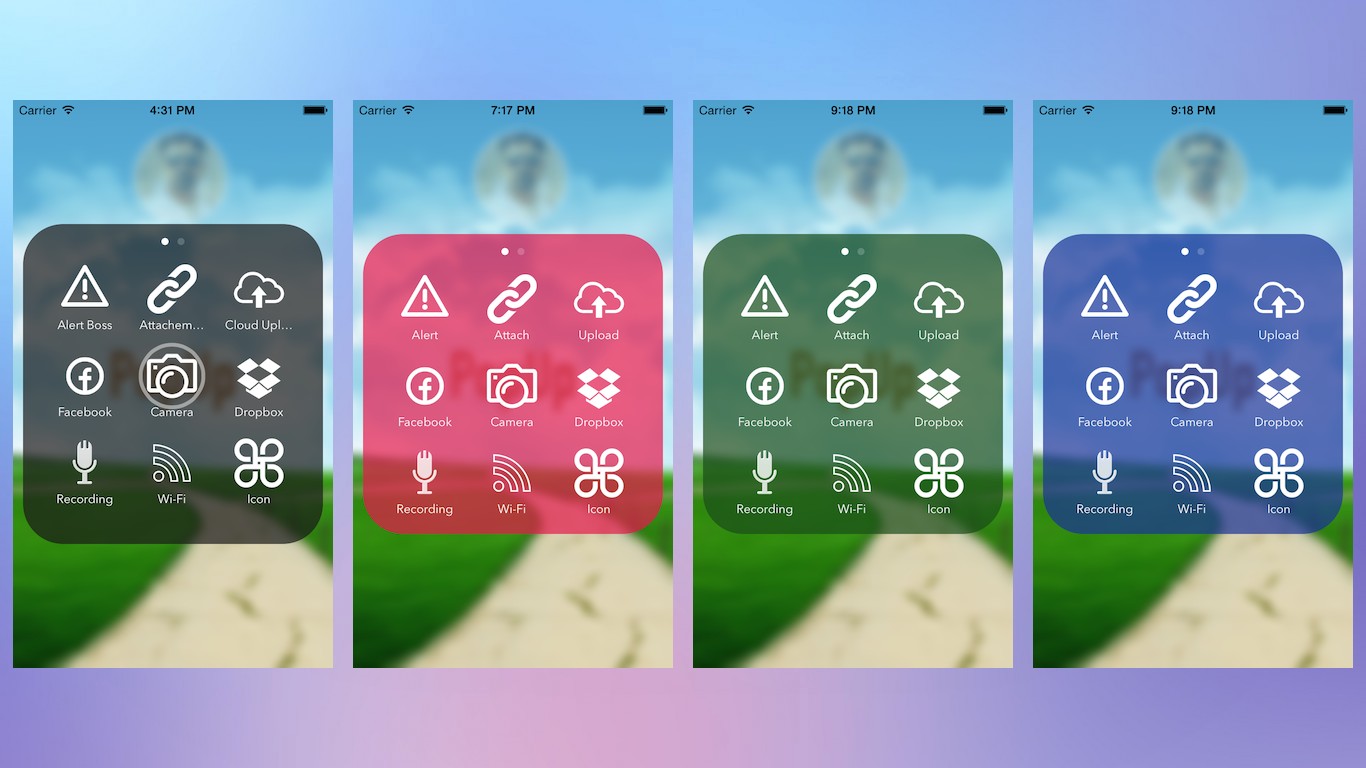 Carrier 4:31 PM
Alert Boss Attachem... Cloud Upl...
Facebook Camera Dropbox
Recording Wi-Fi Icon
Carrier 7:17 PM
Alert Attach Upload
Facebook Camera Dropbox
Recording Wi-Fi Icon
Carrier 9:18 PM
Alert Attach Upload
Facebook Camera Dropbox
Recording Wi-Fi Icon
Carrier 9:18 PM
Alert Attach Upload
Facebook Camera Dropbox
Recording Wi-Fi Icon